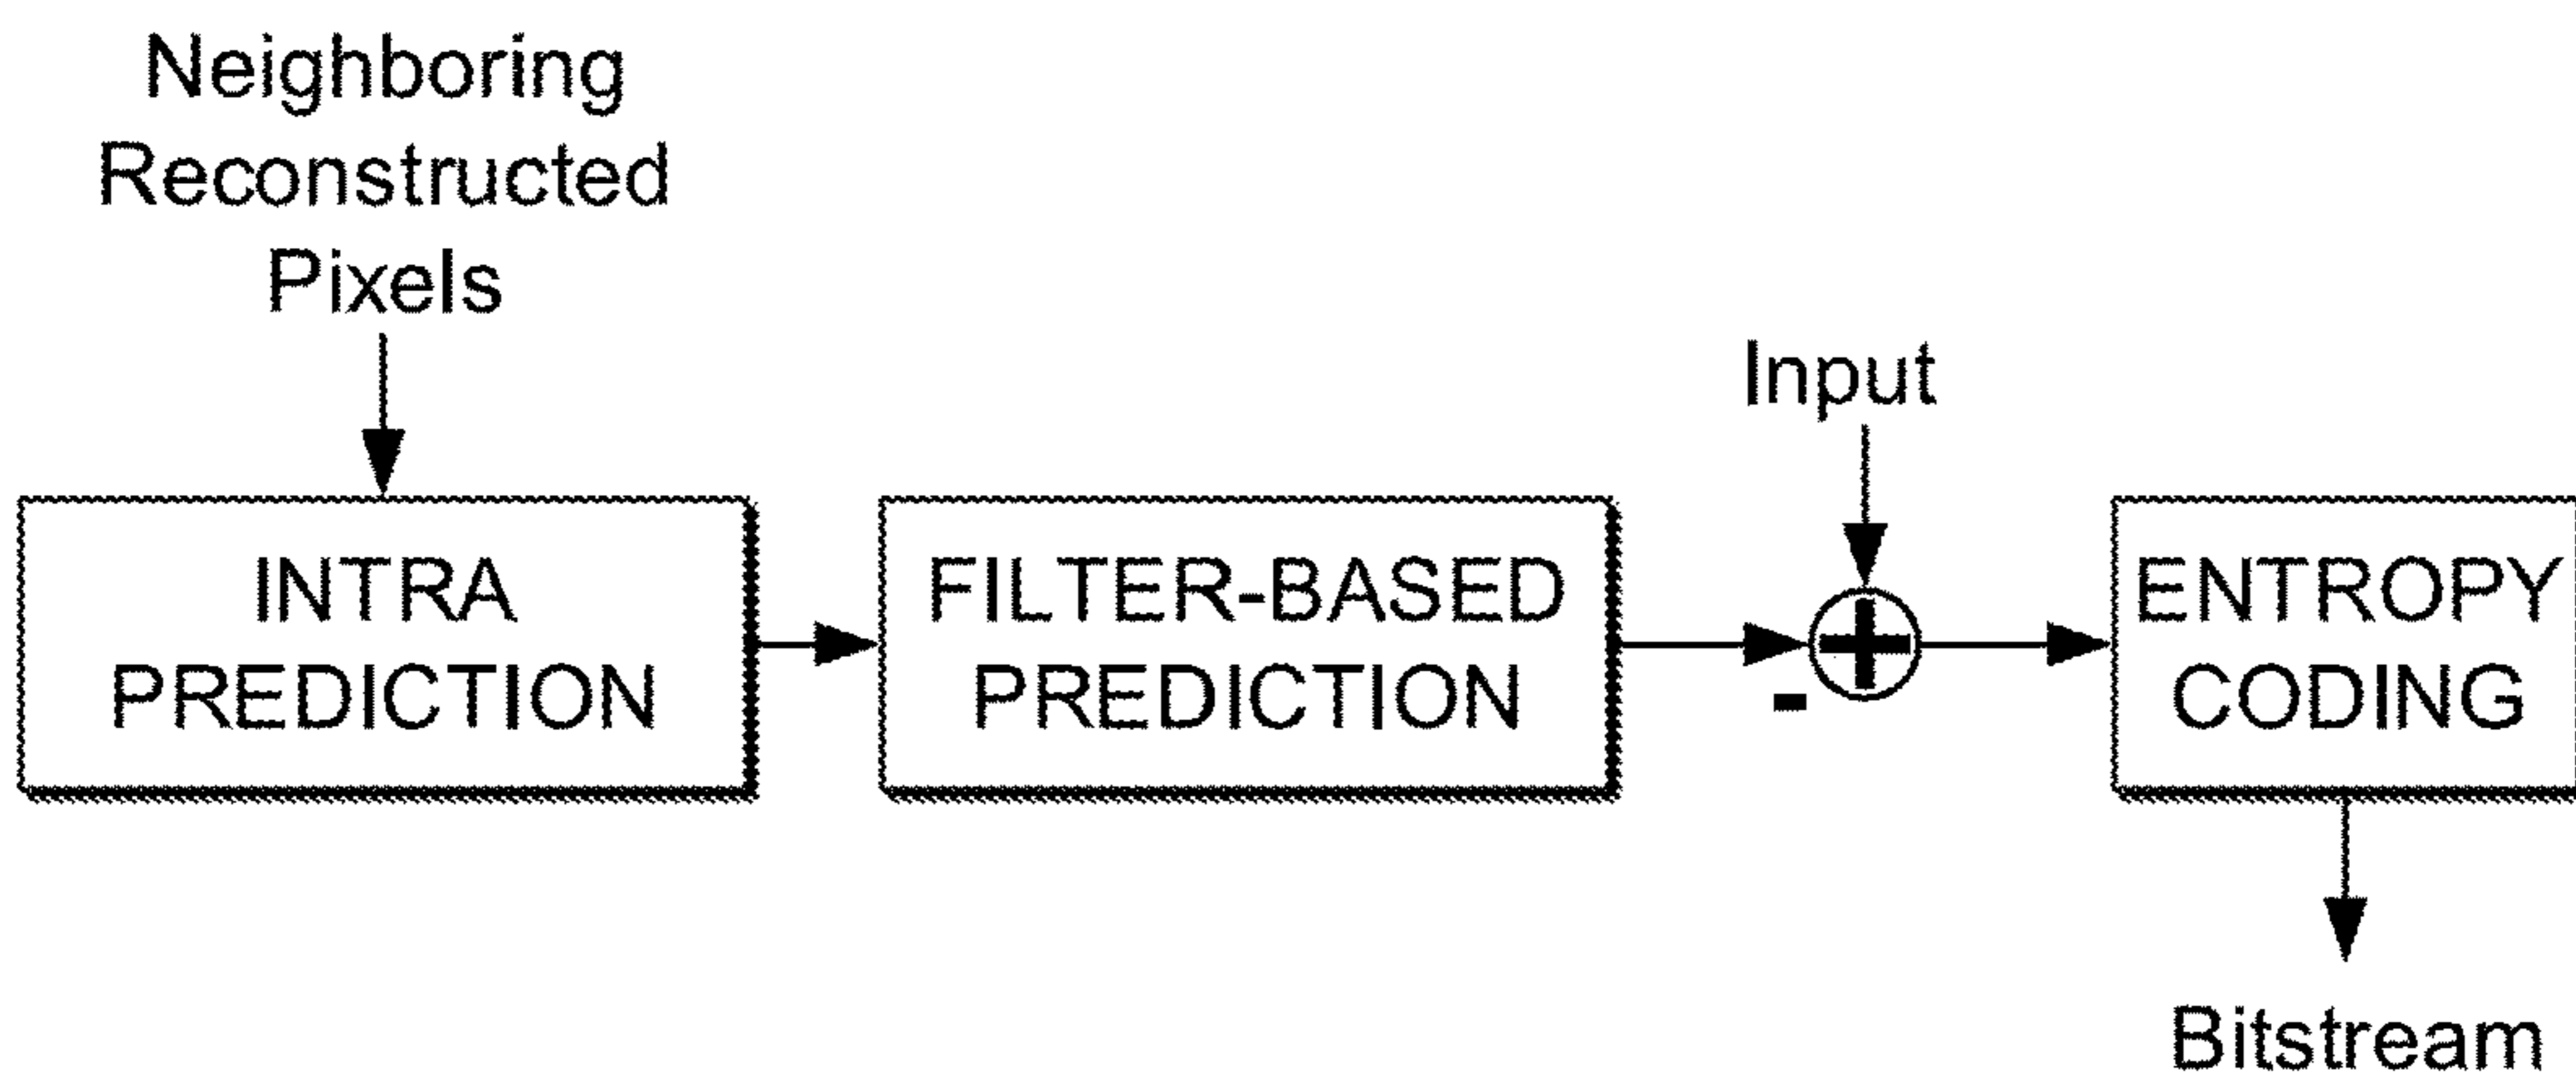 Neighboring
Reconstructed
Pixels
Input
INTRA
PREDICTION
FILTER-BASED
PREDICTION
+
-
ENTROPY
CODING
Bitstream